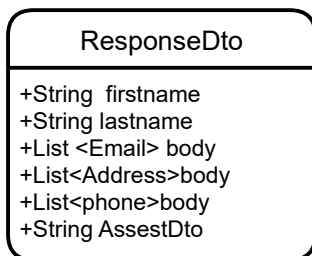 ResponseDto
+String firstname
+String lastname
+List <Email> body
+List<Address>body
+List<phone>body
+String AssestDto